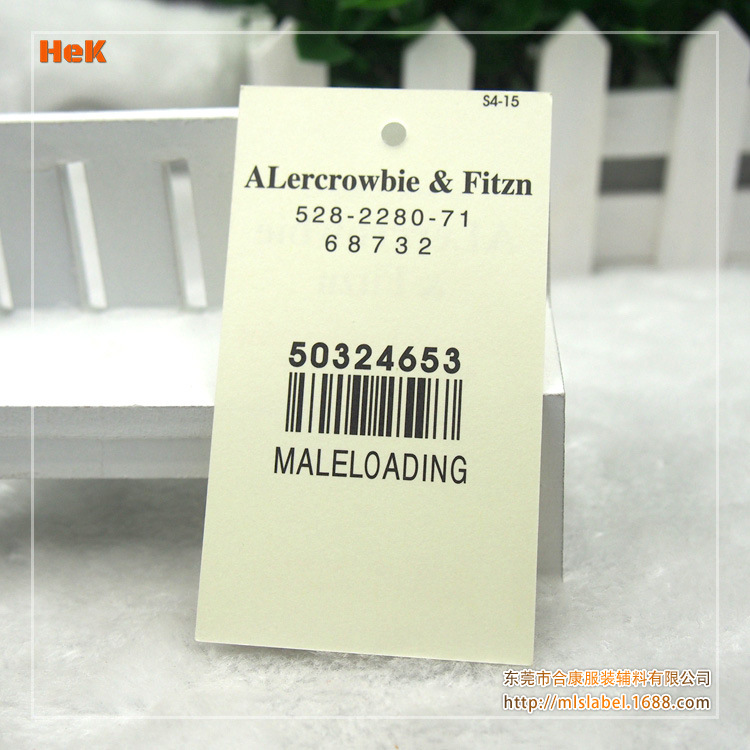 HeK
S4-15
ALercrowbie & Fitzn
528-2280-71
68732
50324653
MALELOADING
东莞市合康服装辅料有限公司
http://mlslabel.1688.com